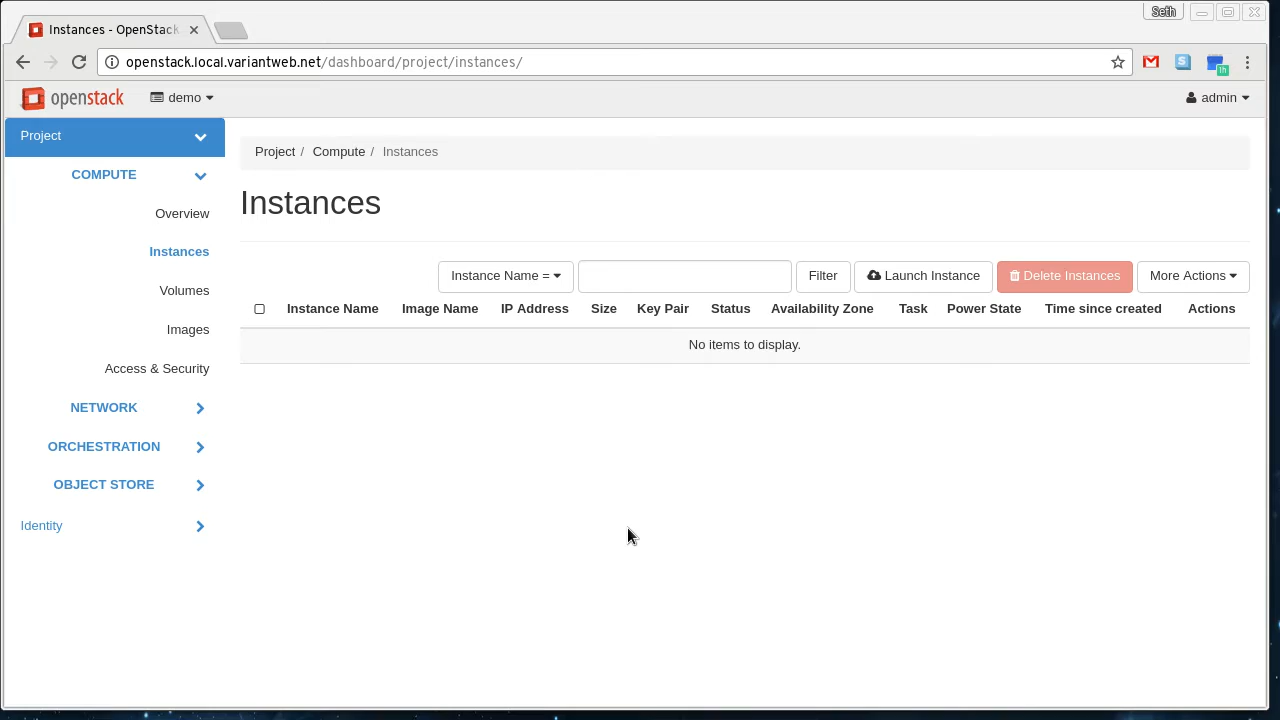 Seth
Instances - OpenStack
openstack.local.variantweb.net/dashboard/project/instances/
1h
openstack demo admin
Project
COMPUTE
Overview
Instances
Volumes
Images
Access & Security
NETWORK
ORCHESTRATION
OBJECT STORE
Identity
Project / Compute / Instances
Instances
Instance Name = Filter Launch Instance Delete Instances More Actions
Instance Name Image Name IP Address Size Key Pair Status Availability Zone Task Power State Time since created Actions
No items to display.